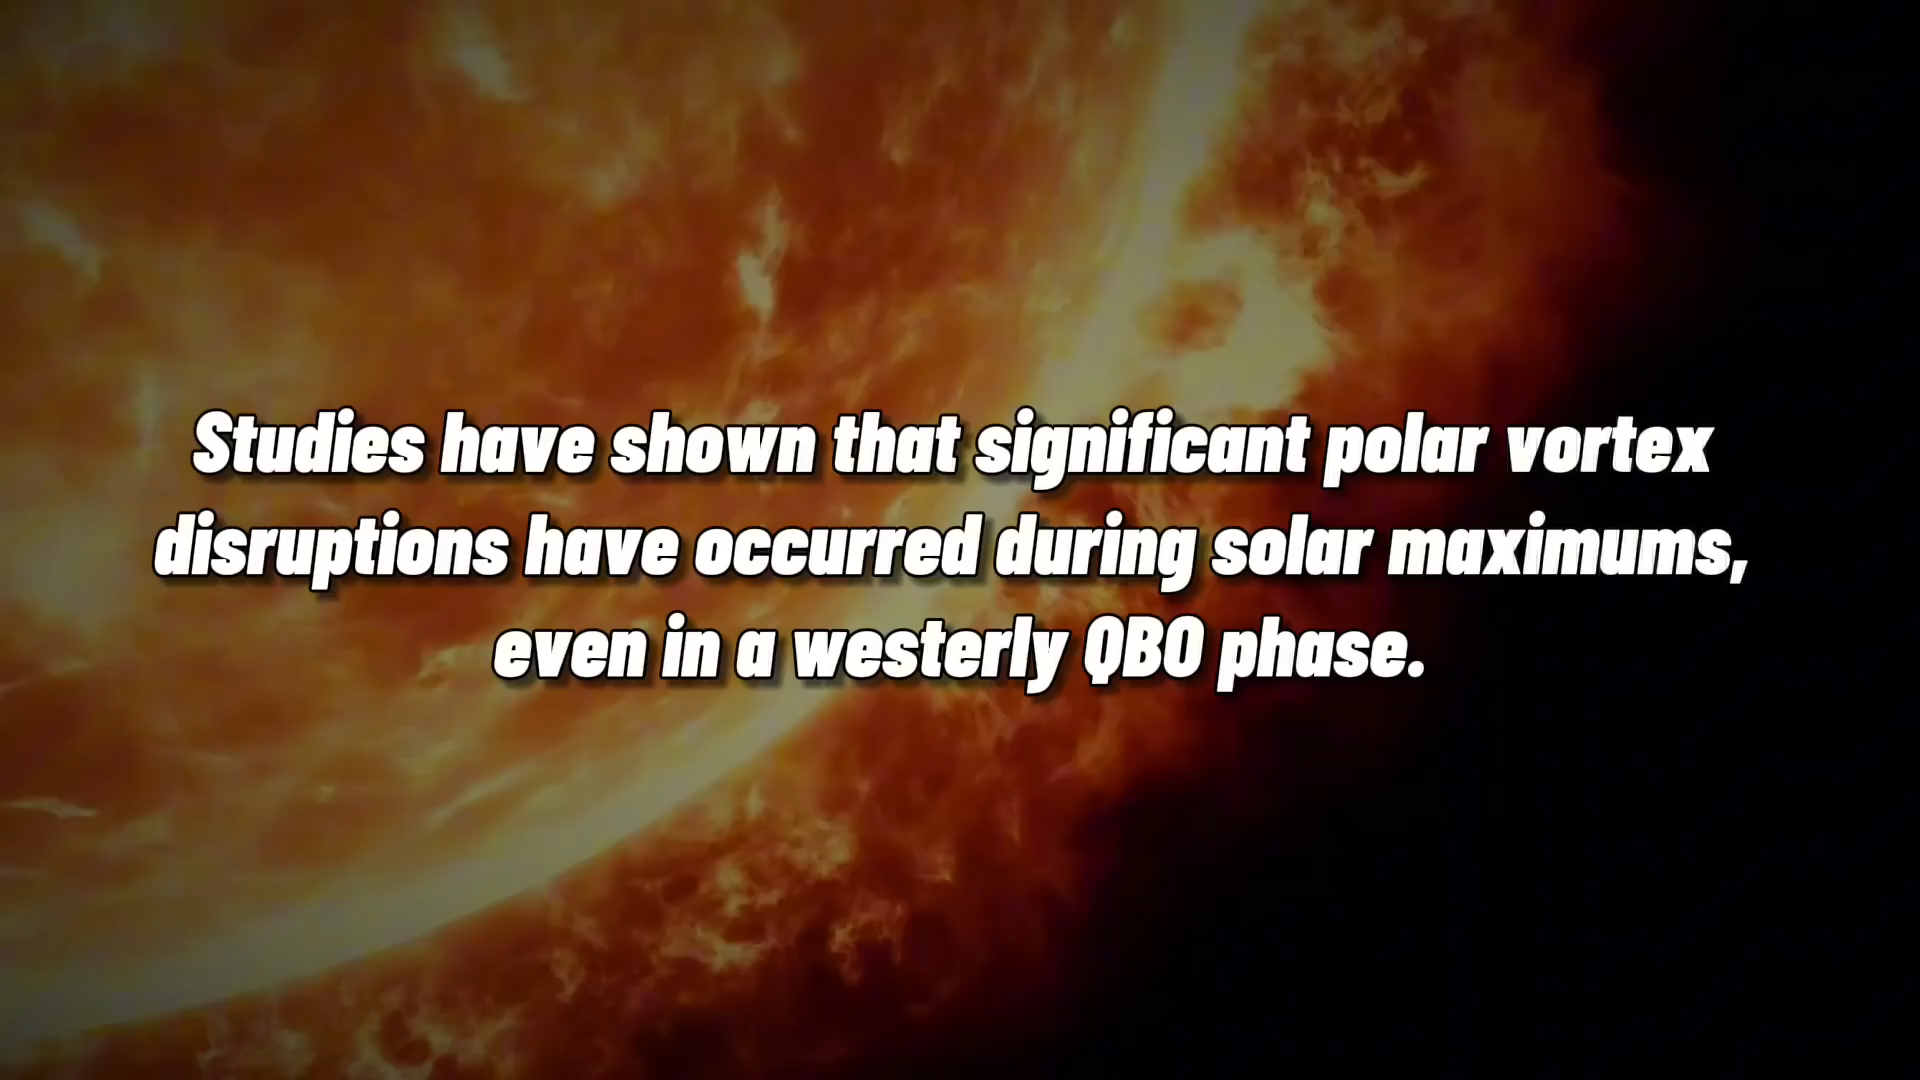 Studies have shown that significant polar vortex
disruptions have occurred during solar maximums,
even in a westerly QBO phase.